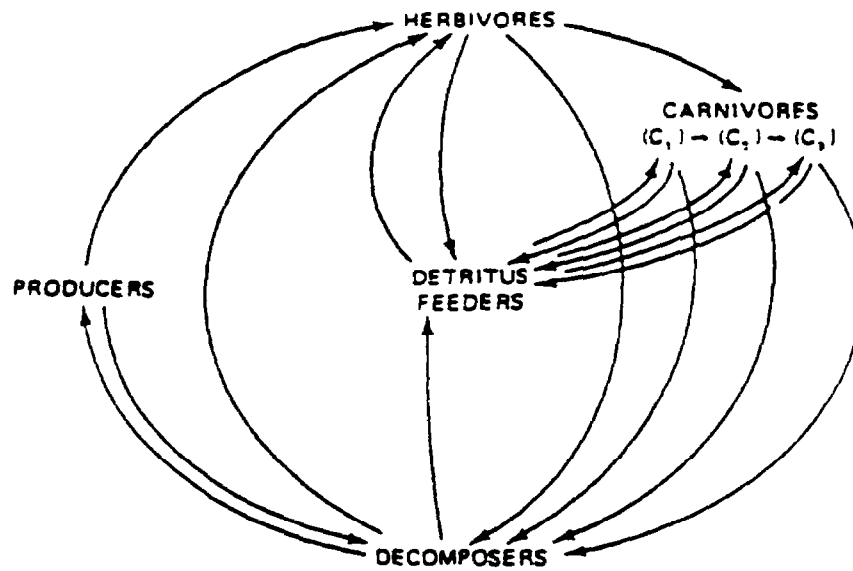 HERBIVORES
CARNIVORES
(C₁) → (C₂) → (C₃)
DETRITUS
FEEDERS
PRODUCERS
DECOMPOSERS